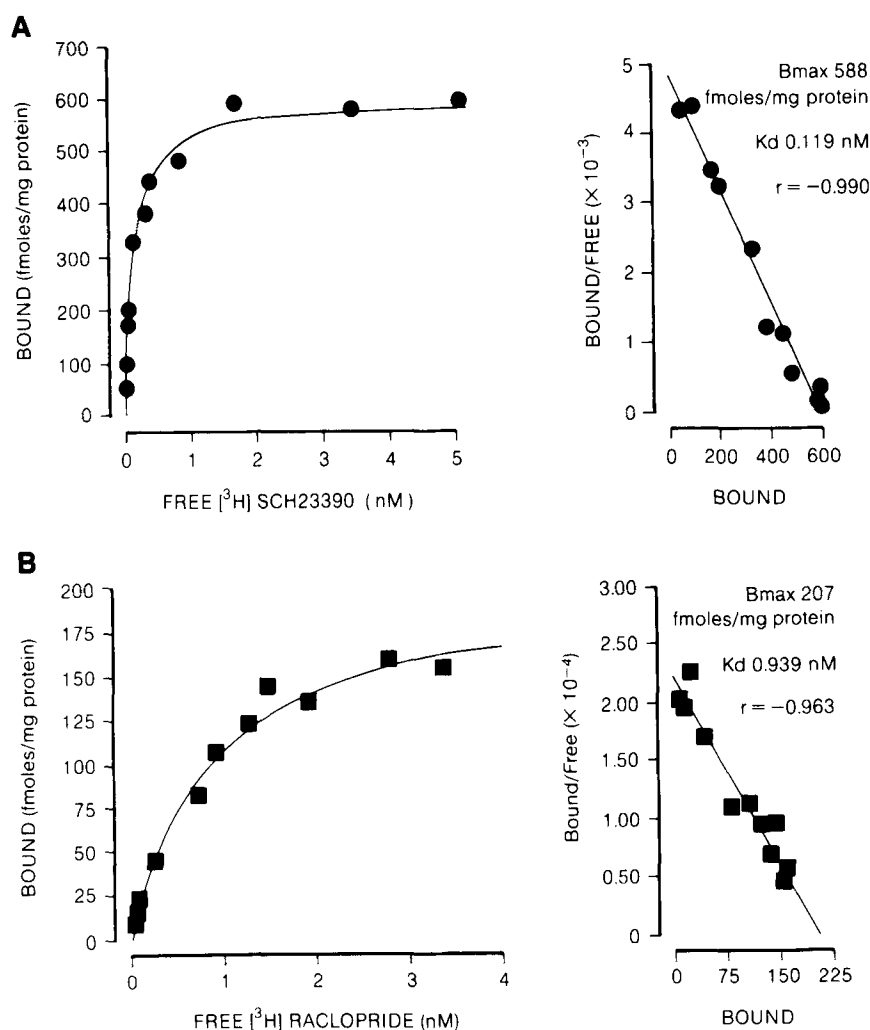 A
BOUND (fmoles/mg protein)
700
600
500
400
300
200
100
0
0 1 2 3 4 5
FREE [³H] SCH23390 (nM)
BOUND/FREE (× 10⁻³)
5
4
3
2
1
0
Bmax 588
fmoles/mg protein
Kd 0.119 nM
r = −0.990
0 200 400 600
BOUND
B
BOUND (fmoles/mg protein)
200
175
150
125
100
75
50
25
0
0 1 2 3 4
FREE [³H] RACLOPRIDE (nM)
Bound/Free (× 10⁻⁴)
3.00
2.50
2.00
1.00
0.50
0
Bmax 207
fmoles/mg protein
Kd 0.939 nM
r = −0.963
0 75 150 225
BOUND